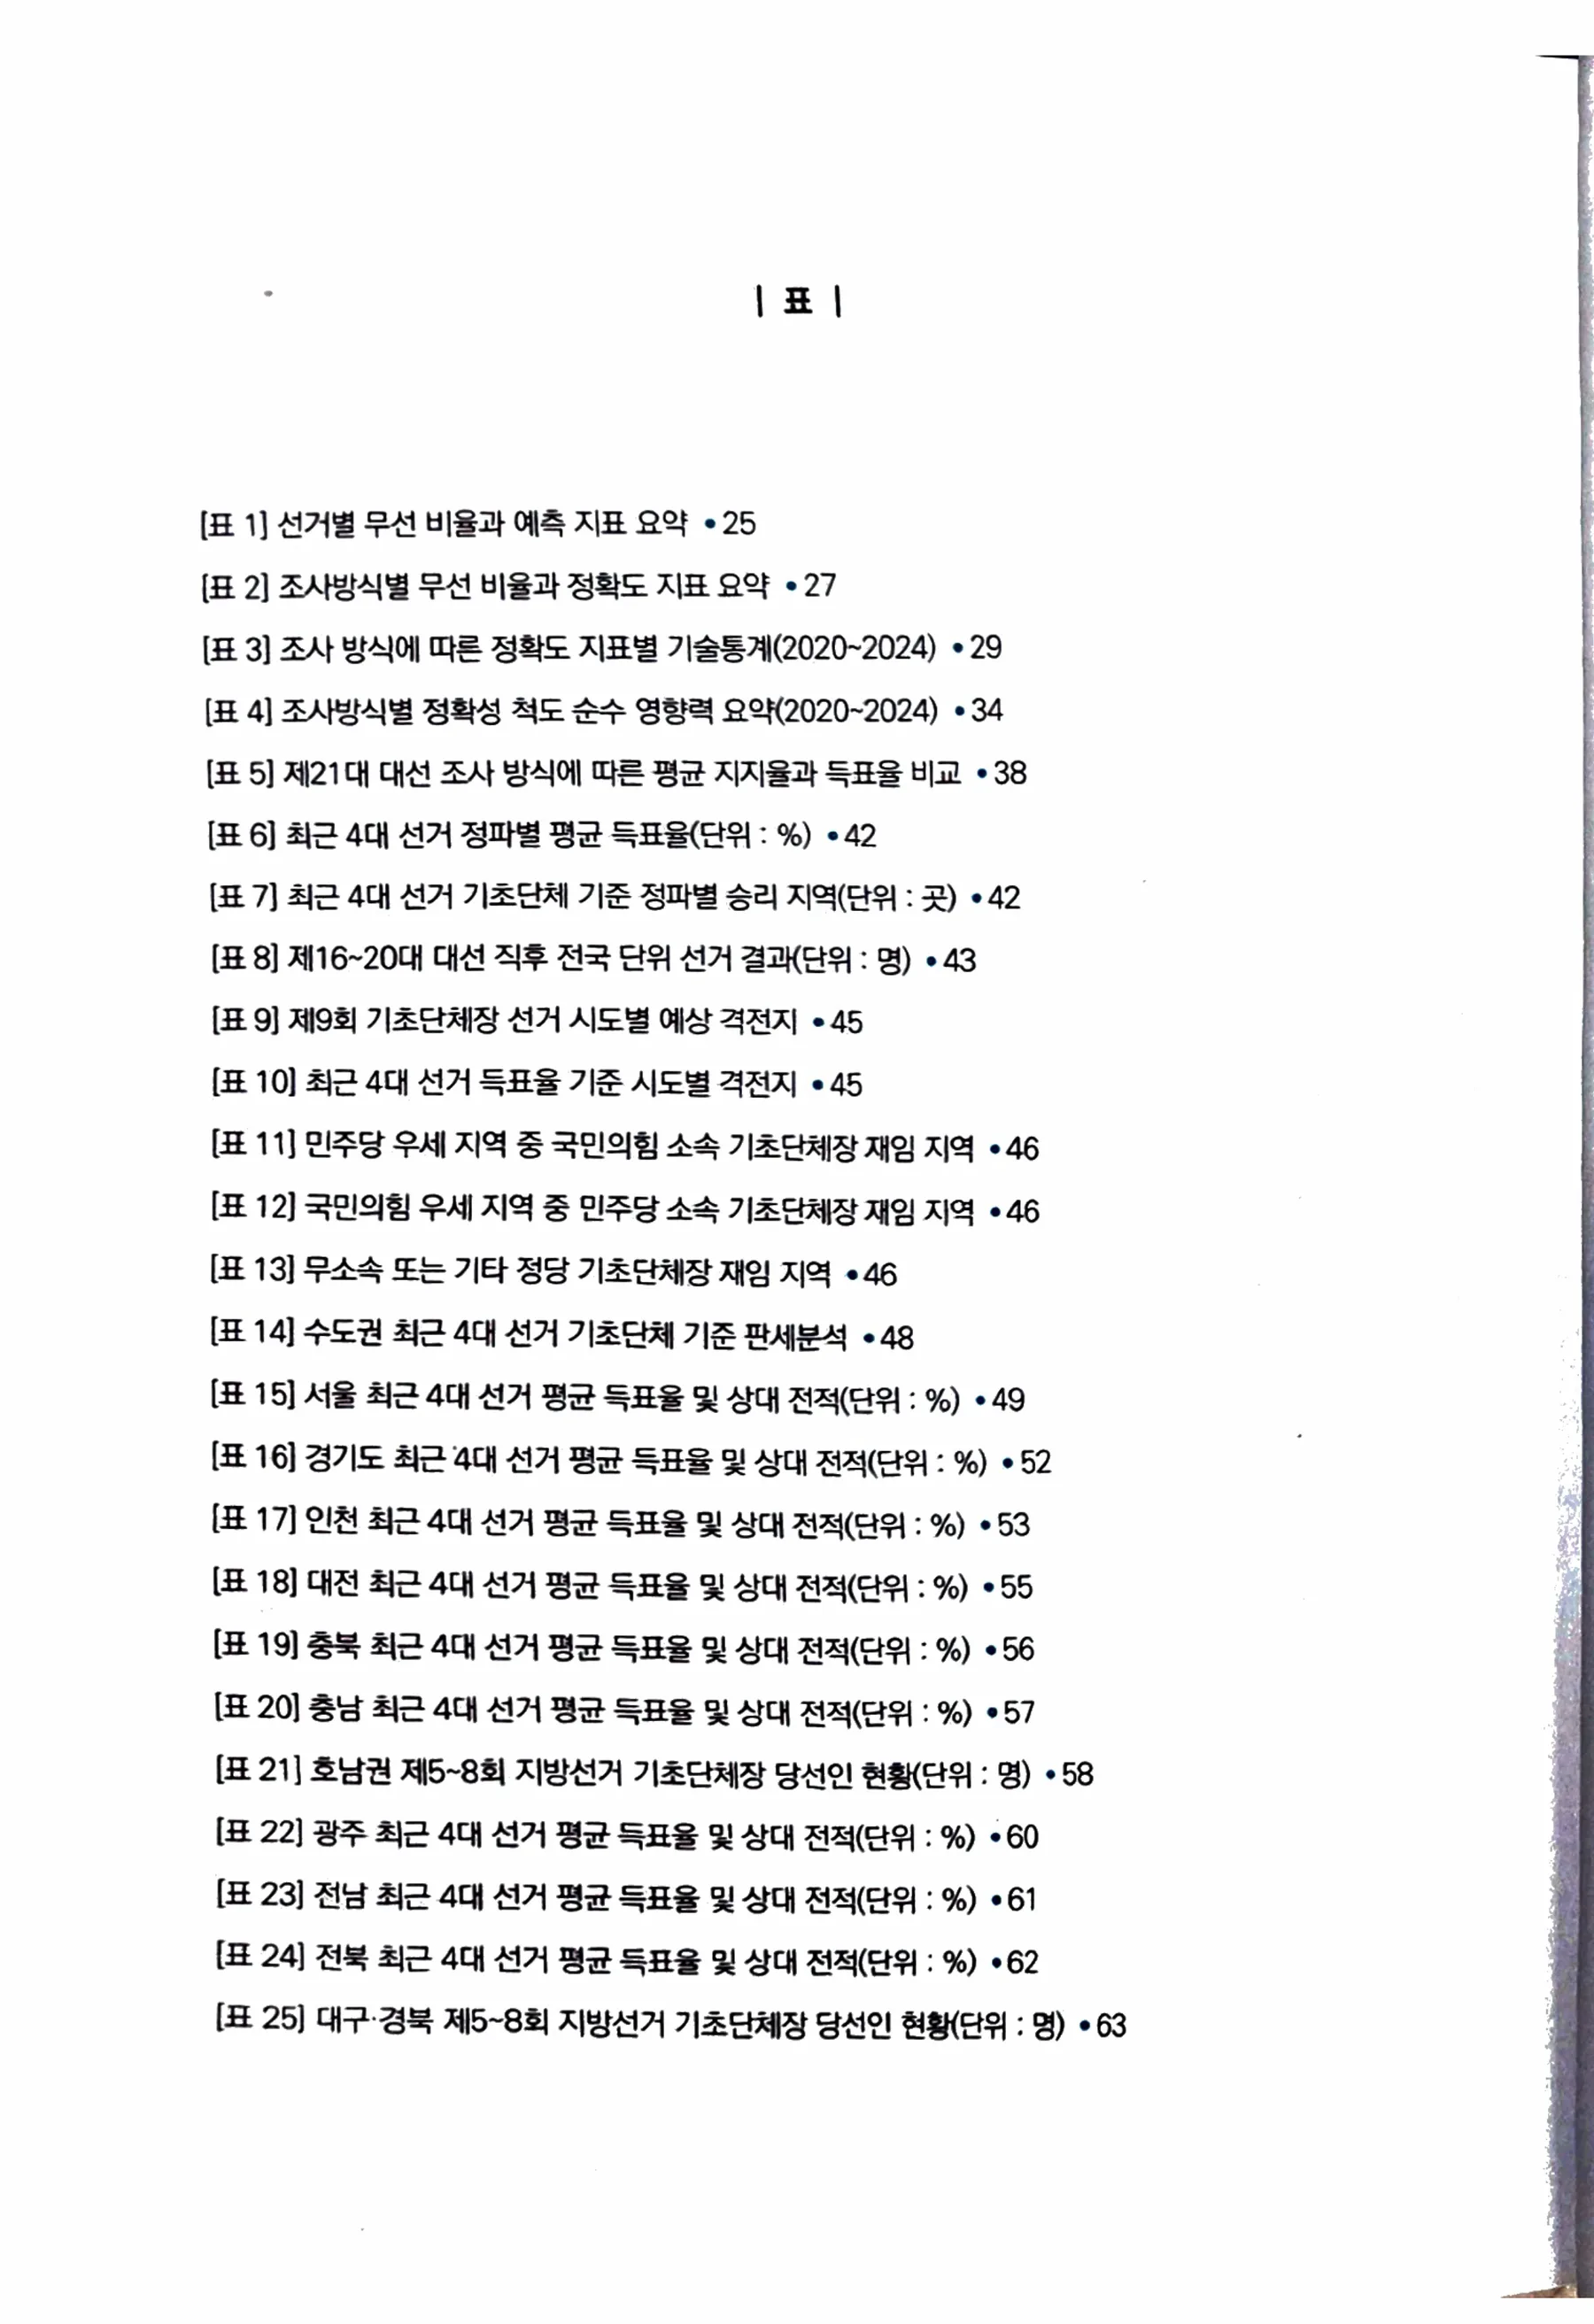 | 표 |
[표 1] 선거별 무선 비율과 예측 지표 요약 •25
[표 2] 조사방식별 무선 비율과 정확도 지표 요약 •27
[표 3] 조사 방식에 따른 정확도 지표별 기술통계(2020~2024) •29
[표 4] 조사방식별 정확성 척도 순수 영향력 요약(2020~2024) •34
[표 5] 제21대 대선 조사 방식에 따른 평균 지지율과 득표율 비교 •38
[표 6] 최근 4대 선거 정파별 평균 득표율(단위 : %) •42
[표 7] 최근 4대 선거 기초단체 기준 정파별 승리 지역(단위 : 곳) •42
[표 8] 제16~20대 대선 직후 전국 단위 선거 결과(단위 : 명) •43
[표 9] 제9회 기초단체장 선거 시도별 예상 격전지 •45
[표 10] 최근 4대 선거 득표율 기준 시도별 격전지 •45
[표 11] 민주당 우세 지역 중 국민의힘 소속 기초단체장 재임 지역 •46
[표 12] 국민의힘 우세 지역 중 민주당 소속 기초단체장 재임 지역 •46
[표 13] 무소속 또는 기타 정당 기초단체장 재임 지역 •46
[표 14] 수도권 최근 4대 선거 기초단체 기준 판세분석 •48
[표 15] 서울 최근 4대 선거 평균 득표율 및 상대 전적(단위 : %) •49
[표 16] 경기도 최근 4대 선거 평균 득표율 및 상대 전적(단위 : %) •52
[표 17] 인천 최근 4대 선거 평균 득표율 및 상대 전적(단위 : %) •53
[표 18] 대전 최근 4대 선거 평균 득표율 및 상대 전적(단위 : %) •55
[표 19] 충북 최근 4대 선거 평균 득표율 및 상대 전적(단위 : %) •56
[표 20] 충남 최근 4대 선거 평균 득표율 및 상대 전적(단위 : %) •57
[표 21] 호남권 제5~8회 지방선거 기초단체장 당선인 현황(단위 : 명) •58
[표 22] 광주 최근 4대 선거 평균 득표율 및 상대 전적(단위 : %) •60
[표 23] 전남 최근 4대 선거 평균 득표율 및 상대 전적(단위 : %) •61
[표 24] 전북 최근 4대 선거 평균 득표율 및 상대 전적(단위 : %) •62
[표 25] 대구·경북 제5~8회 지방선거 기초단체장 당선인 현황(단위 : 명) •63